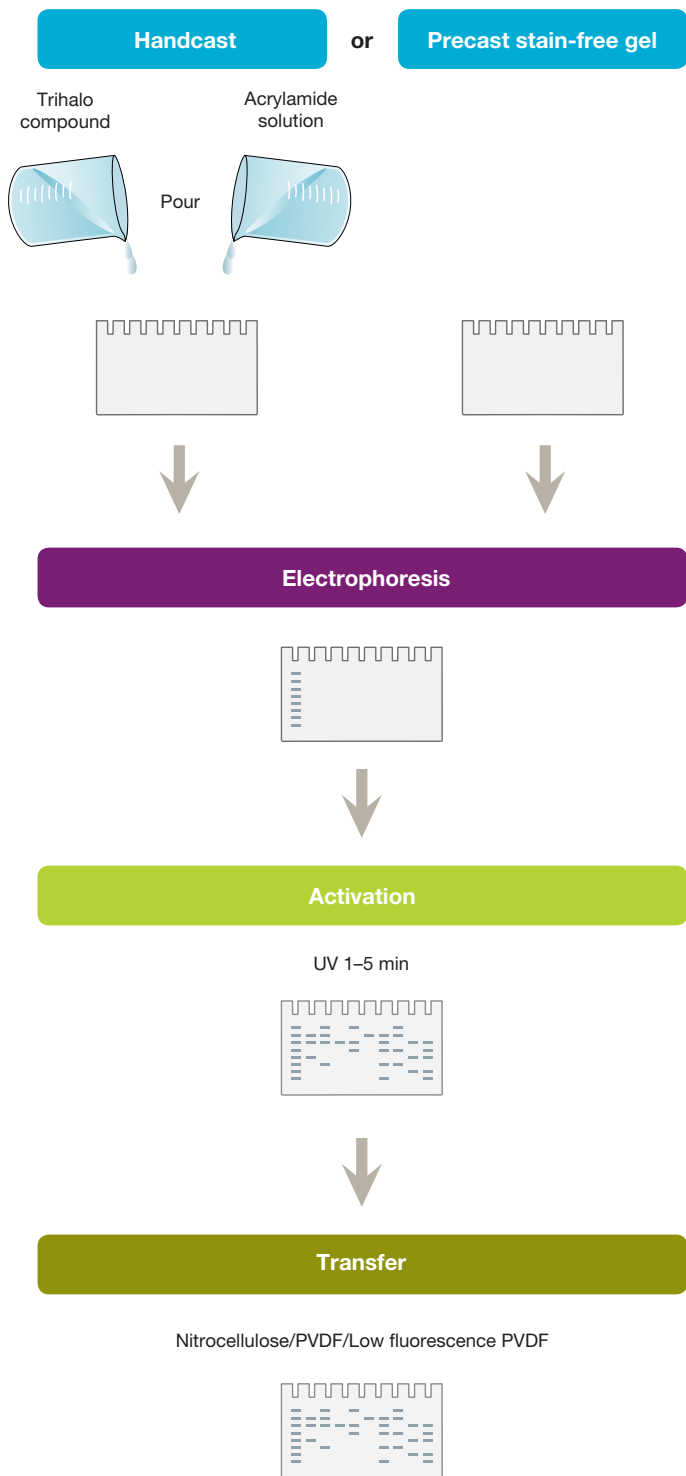 Handcast or Precast stain-free gel
Trihalo
compound
Acrylamide
solution
Pour
Electrophoresis
Activation
UV 1–5 min
Transfer
Nitrocellulose/PVDF/Low fluorescence PVDF